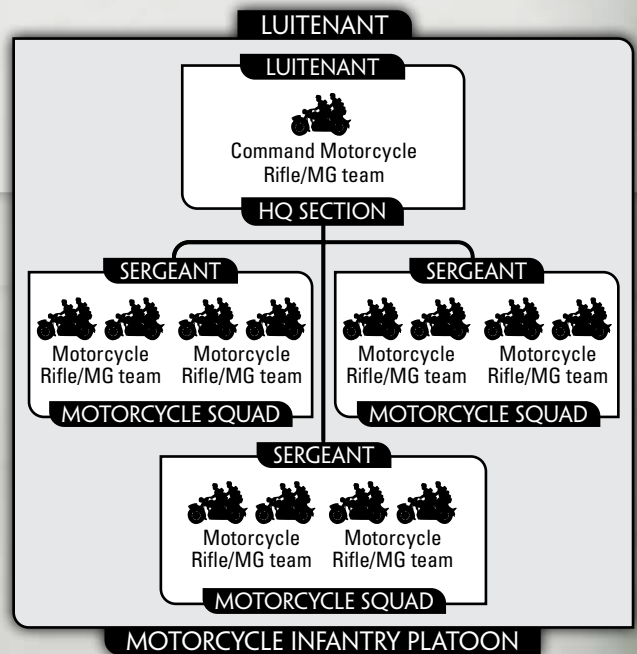 LUITENANT
LUITENANT
Command Motorcycle
Rifle/MG team
HQ SECTION
SERGEANT
Motorcycle
Rifle/MG team
Motorcycle
Rifle/MG team
MOTORCYCLE SQUAD
SERGEANT
Motorcycle
Rifle/MG team
Motorcycle
Rifle/MG team
MOTORCYCLE SQUAD
SERGEANT
Motorcycle
Rifle/MG team
Motorcycle
Rifle/MG team
MOTORCYCLE SQUAD
MOTORCYCLE INFANTRY PLATOON